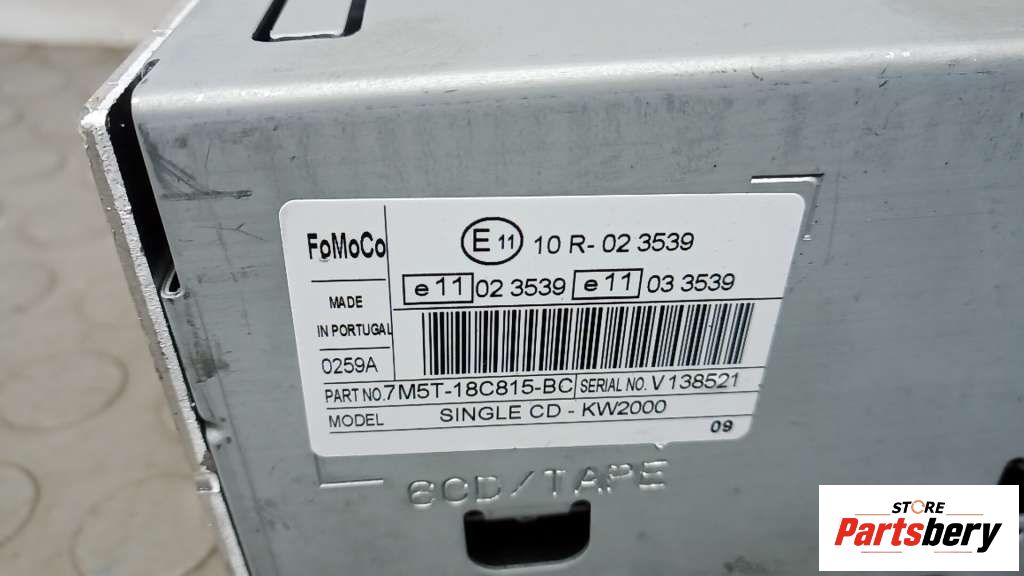 FoMoCo
MADE
IN PORTUGAL
0259A
E 11 10 R- 02 3539
e 11 02 3539 e 11 03 3539
PART NO. 7M5T-18C815-BC SERIAL NO. V 138521
MODEL SINGLE CD - KW2000
09
6CD/TAPE
STORE
Partsbery